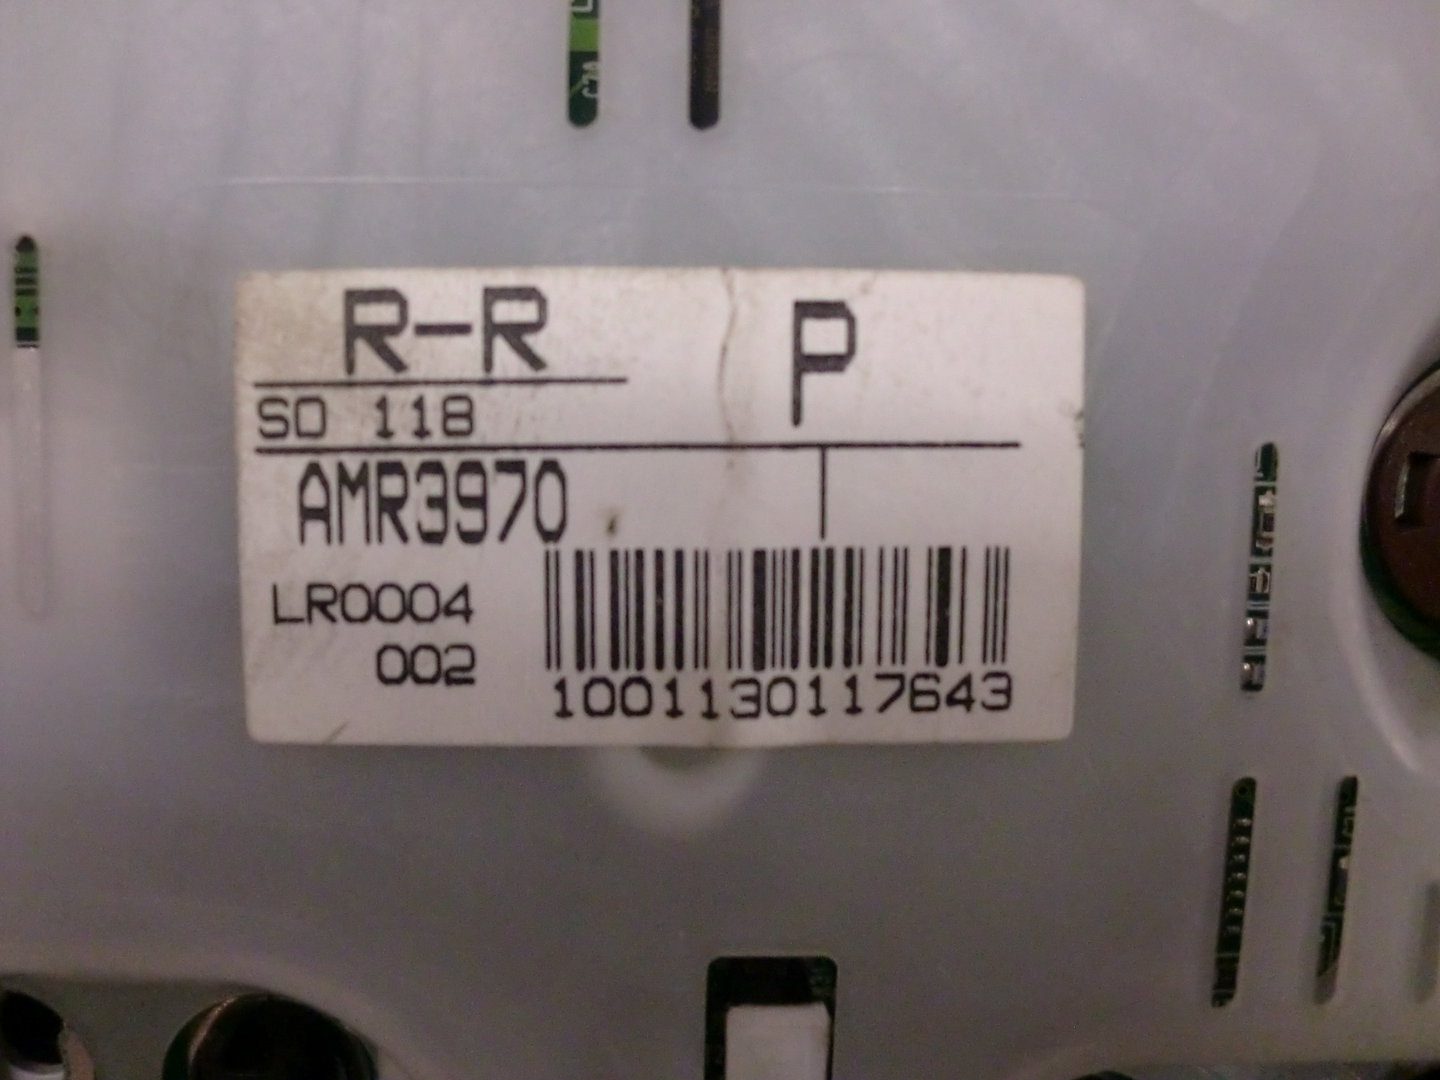 R-R P
SD 118
AMR3970
LR0004
002
1001130117643